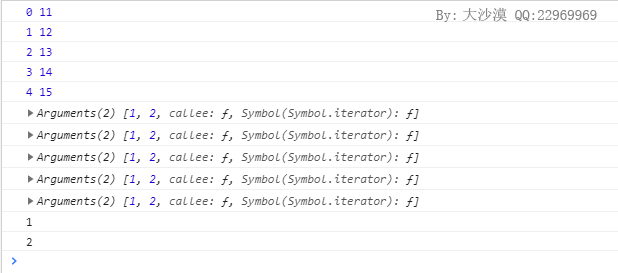 0 11
By: 大沙漠 QQ:22969969
1 12
2 13
3 14
4 15
Arguments(2) [1, 2, callee: ƒ, Symbol(Symbol.iterator): ƒ]
Arguments(2) [1, 2, callee: ƒ, Symbol(Symbol.iterator): ƒ]
Arguments(2) [1, 2, callee: ƒ, Symbol(Symbol.iterator): ƒ]
Arguments(2) [1, 2, callee: ƒ, Symbol(Symbol.iterator): ƒ]
Arguments(2) [1, 2, callee: ƒ, Symbol(Symbol.iterator): ƒ]
1
2